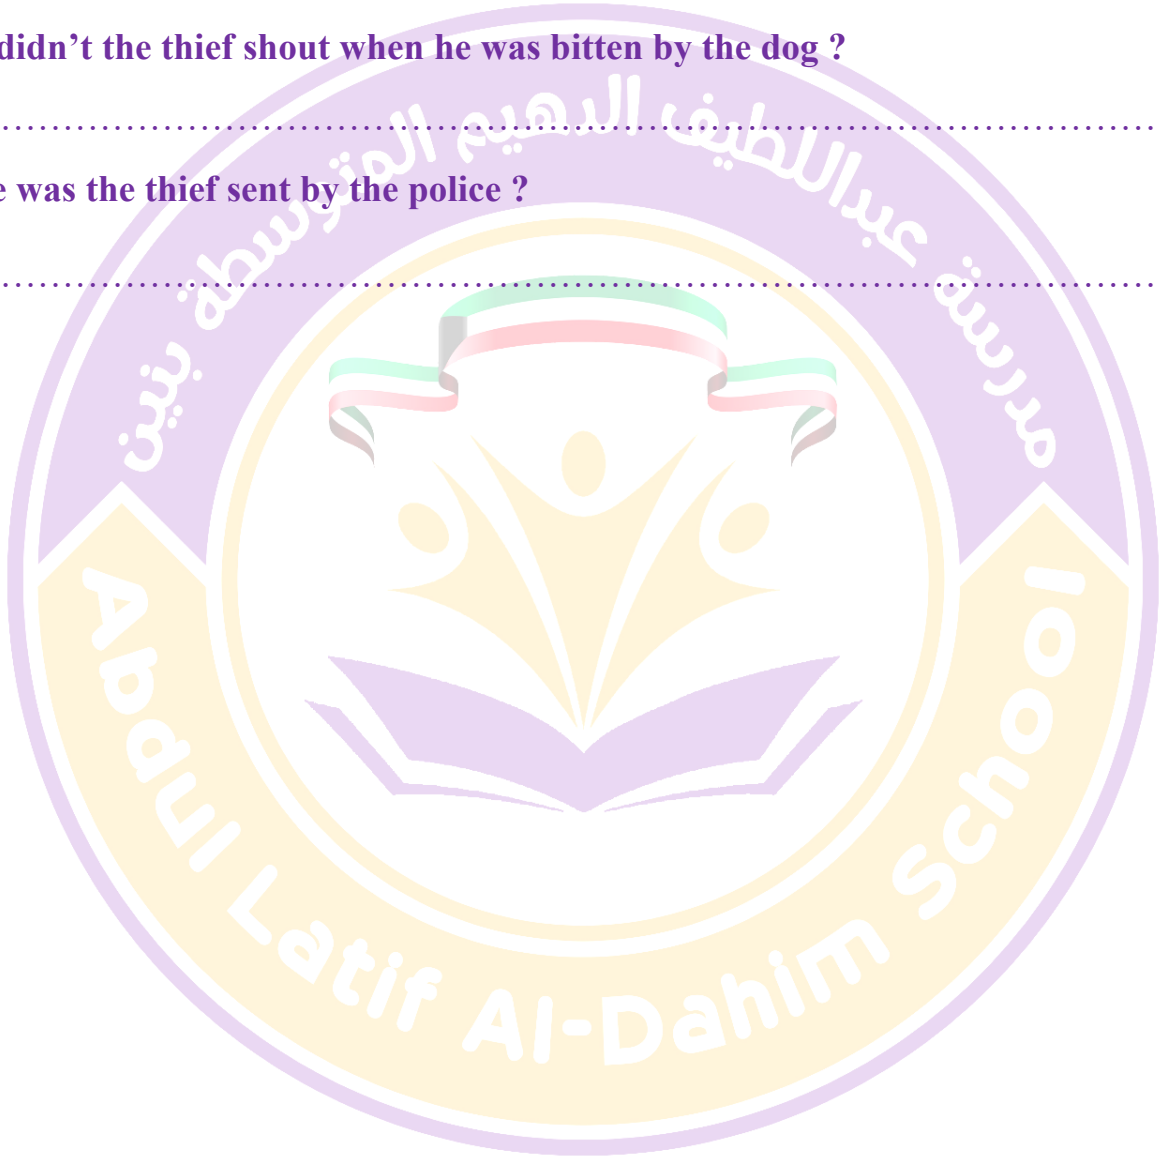 didn’t the thief shout when he was bitten by the dog ?
……………………………………………………………………………………
e was the thief sent by the police ?
……………………………………………………………………………………
مدرسة عبداللطيف الدهيم المتوسطة بنين
Abdul Latif Al-Dahim School